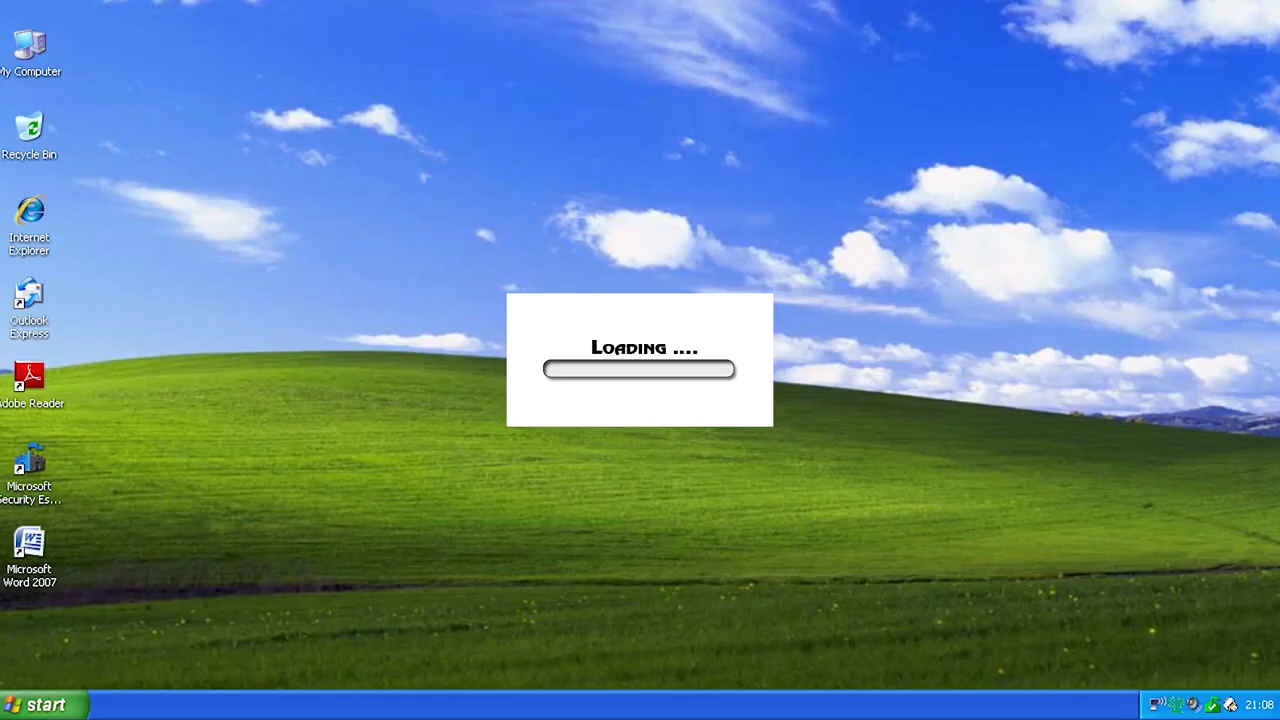 My Computer
Recycle Bin
Internet
Explorer
Outlook
Express
Adobe Reader
Microsoft
Security Es...
Microsoft
Word 2007
Loading ....
start
21:08